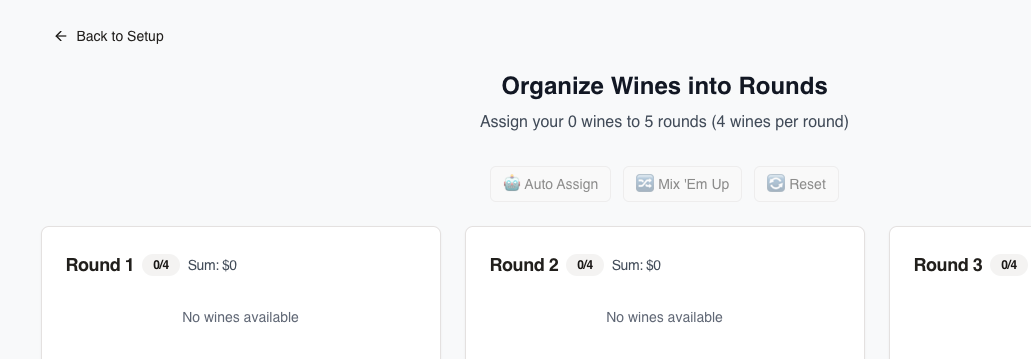 Back to Setup
Organize Wines into Rounds
Assign your 0 wines to 5 rounds (4 wines per round)
Auto Assign
Mix 'Em Up
Reset
Round 1 0/4 Sum: $0
No wines available
Round 2 0/4 Sum: $0
No wines available
Round 3 0/4